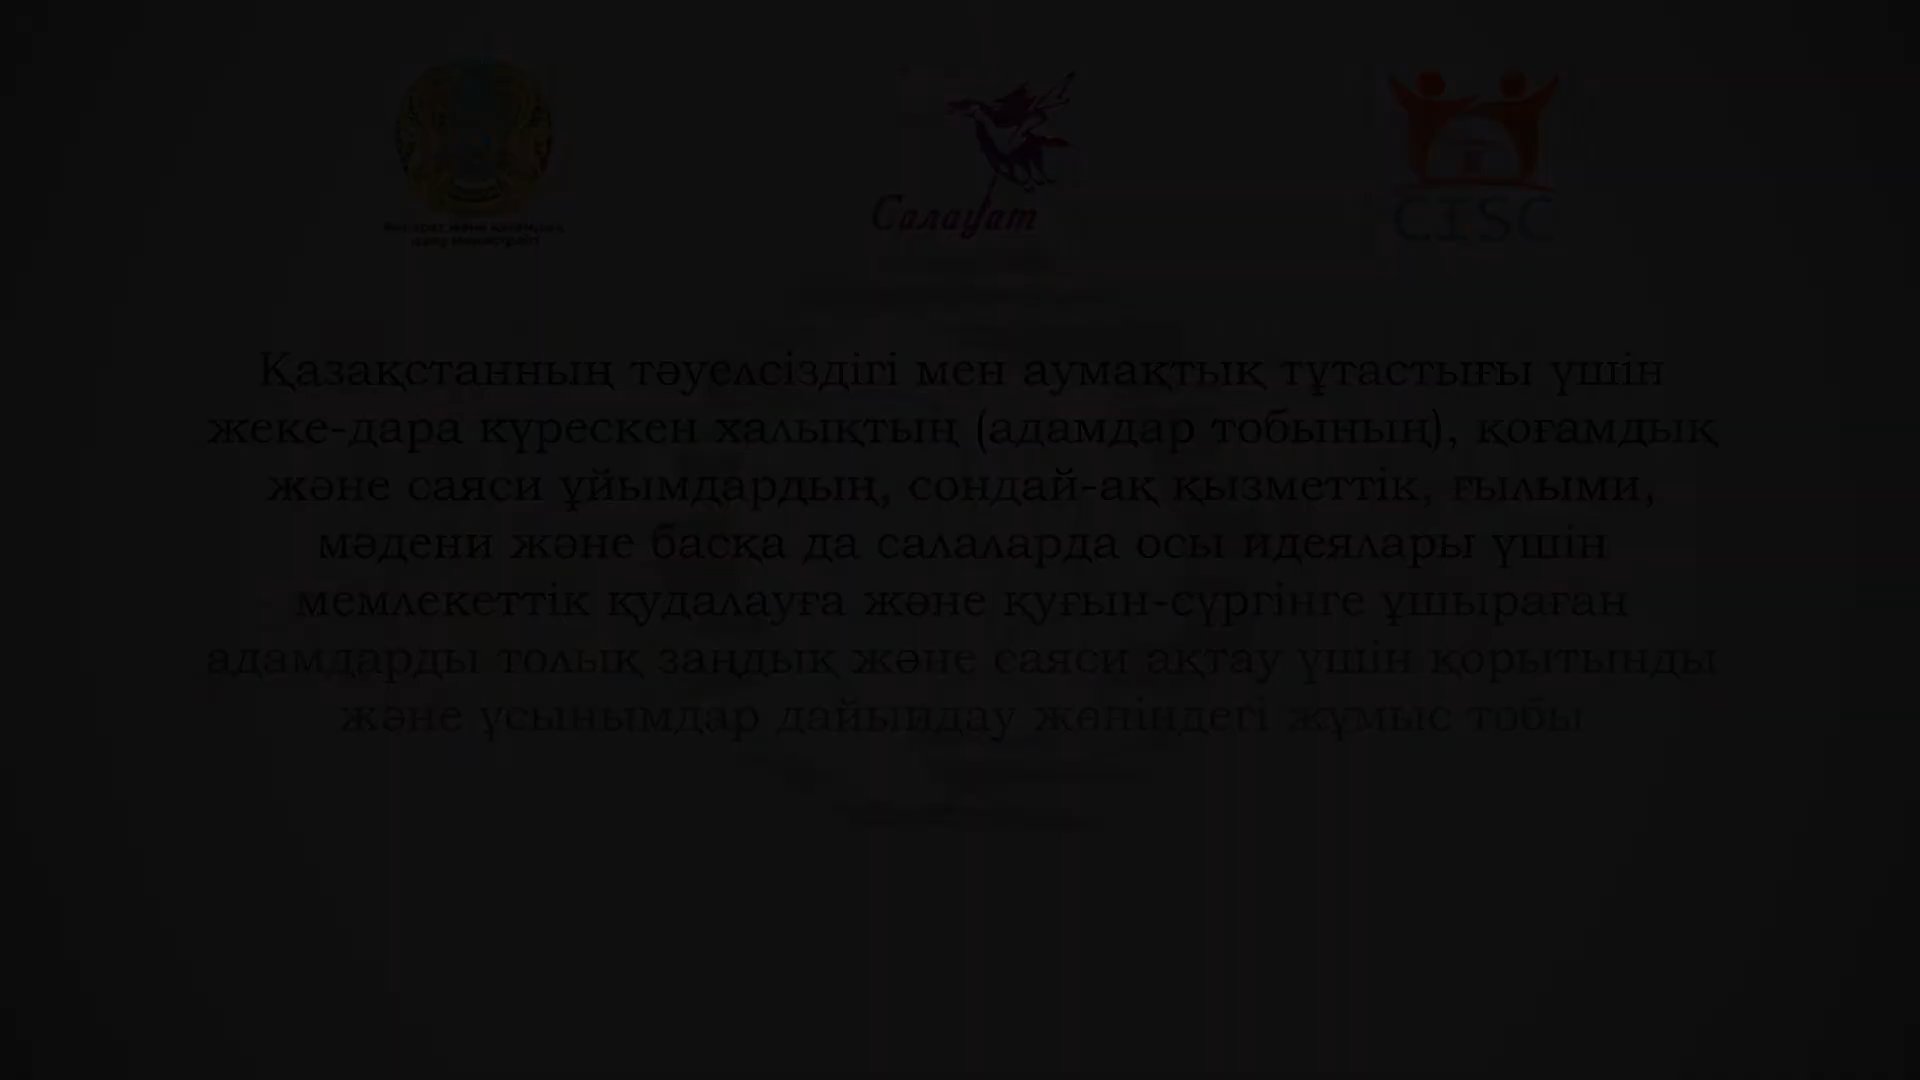 Салауат
CISC
Қазақстанның тәуелсіздігі мен аумақтық тұтастығы үшін
жеке-дара күрескен халықтың (адамдар тобының), қоғамдық
және саяси ұйымдардың, сондай-ақ қызметтік, ғылыми,
мәдени және басқа да салаларда осы идеялары үшін
мемлекеттік қудалауға және қуғын-сүргінге ұшыраған
адамдарды толық заңдық және саяси ақтау үшін қорытынды
және ұсынымдар дайындау жөніндегі жұмыс тобы